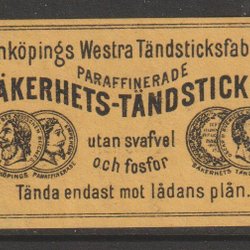 nköpings Westra Tändsticksfab
PARAFFINERADE
ÄKERHETS-TÄNDSTICK
utan svafvel
och fosfor
Tända endast mot lådans plån.